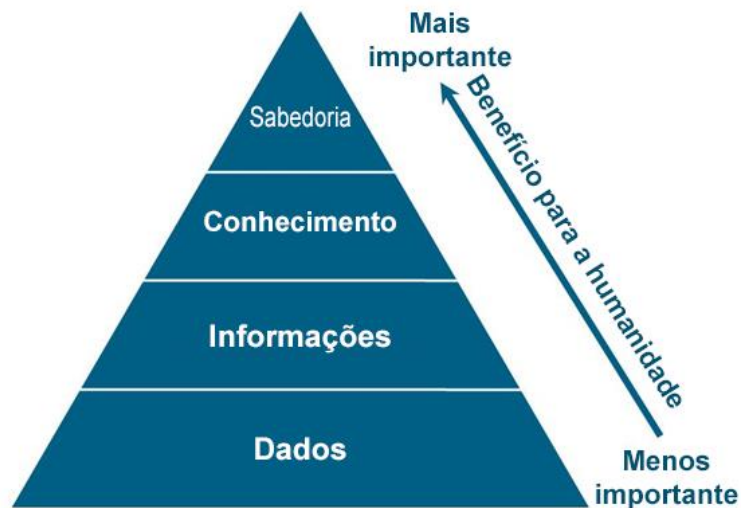 Mais
importante
Sabedoria
Conhecimento
Informações
Dados
Benefício para a humanidade
Menos
importante